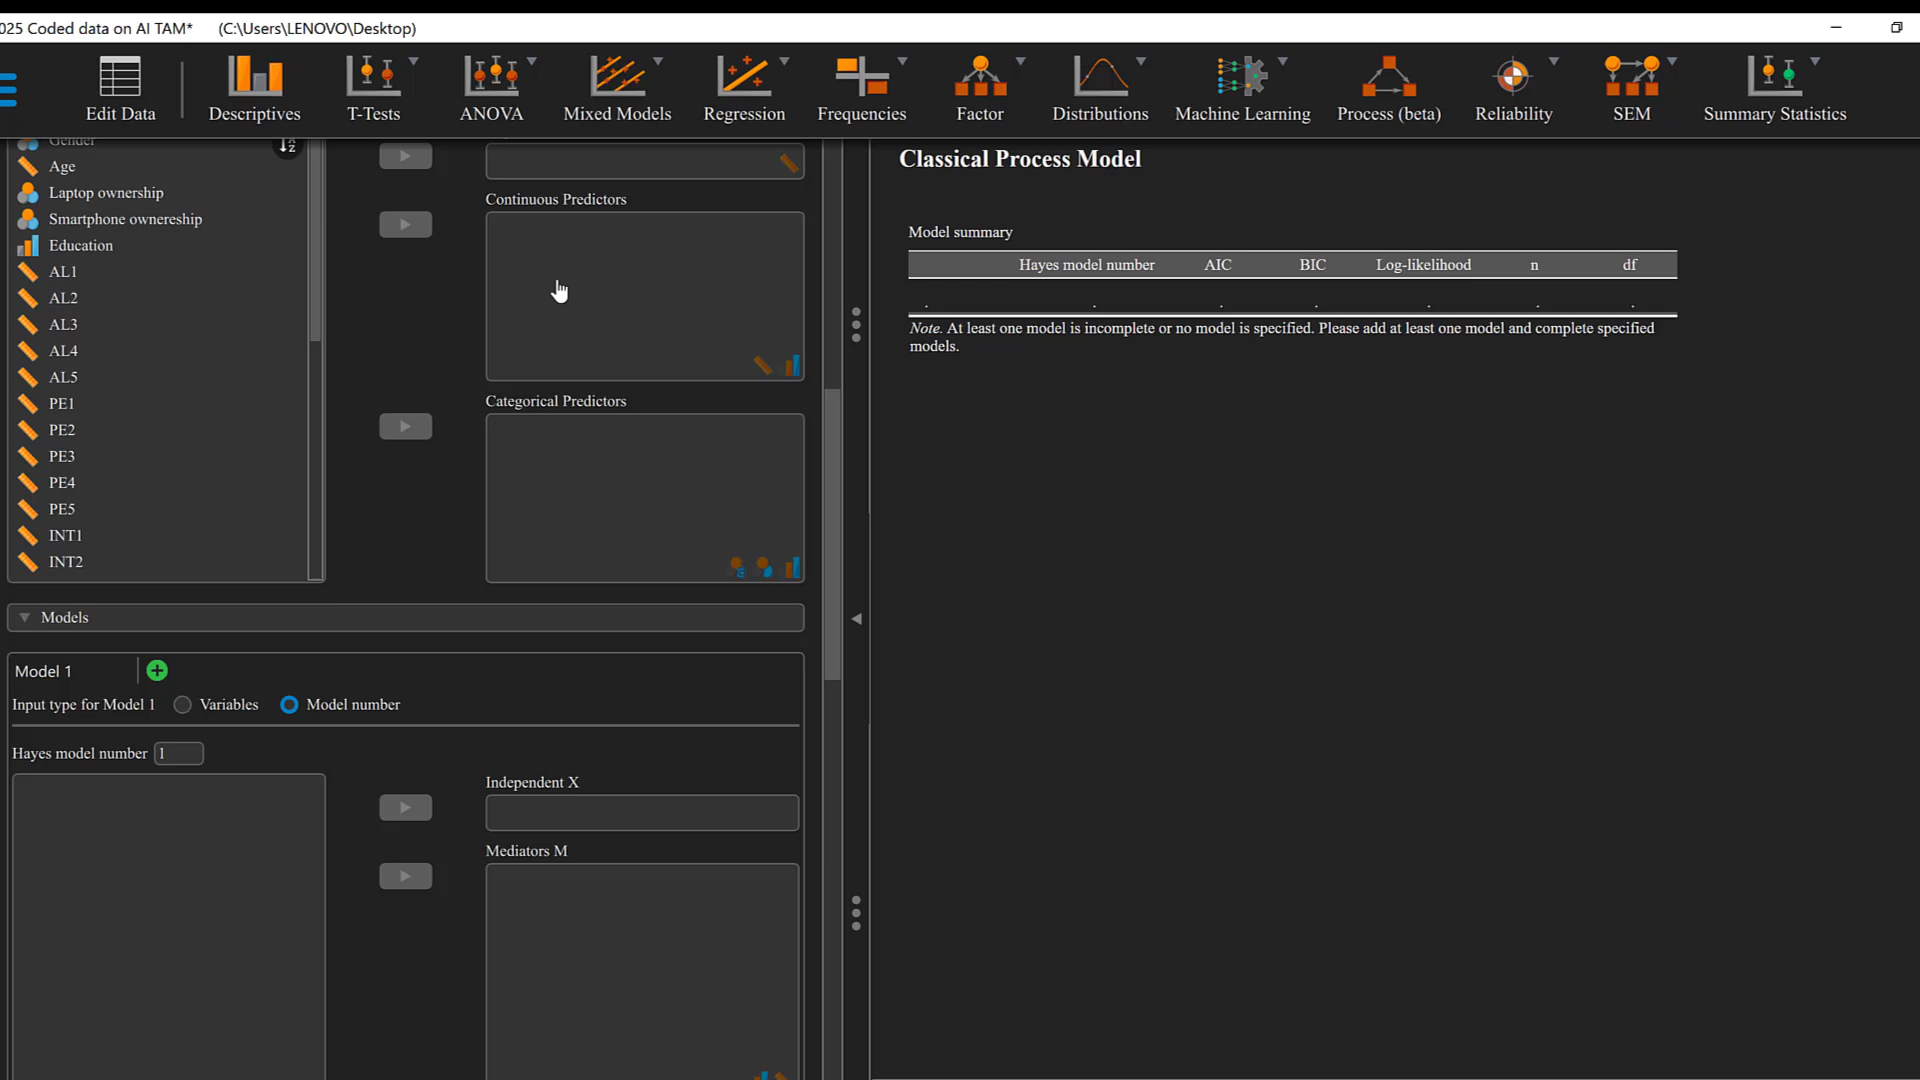 025 Coded data on AI TAM* (C:\Users\LENOVO\Desktop)
Edit Data
Descriptives
T-Tests
ANOVA
Mixed Models
Regression
Frequencies
Factor
Distributions
Machine Learning
Process (beta)
Reliability
SEM
Summary Statistics
Gender
Age
Laptop ownership
Smartphone ownereship
Education
AL1
AL2
AL3
AL4
AL5
PE1
PE2
PE3
PE4
PE5
INT1
INT2
Continuous Predictors
Categorical Predictors
Models
Model 1
Input type for Model 1 Variables Model number
Hayes model number 1
Independent X
Mediators M
Classical Process Model
Model summary
Hayes model number AIC BIC Log-likelihood n df
. . . . . . .
Note. At least one model is incomplete or no model is specified. Please add at least one model and complete specified
models.